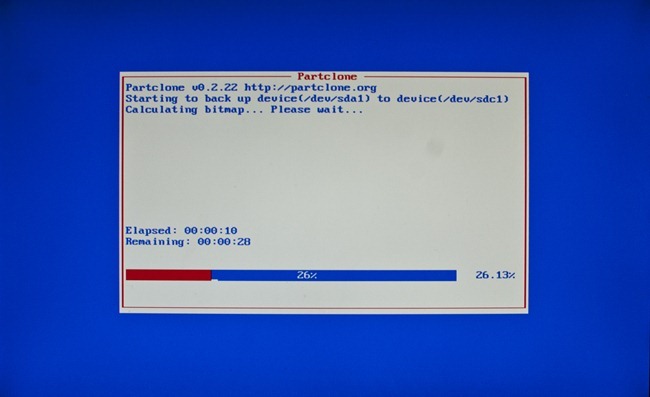 Partclone
Partclone v0.2.22 http://partclone.org
Starting to back up device(/dev/sda1) to device(/dev/sdc1)
Calculating bitmap... Please wait...
Elapsed: 00:00:10
Remaining: 00:00:28
26% 26.13%